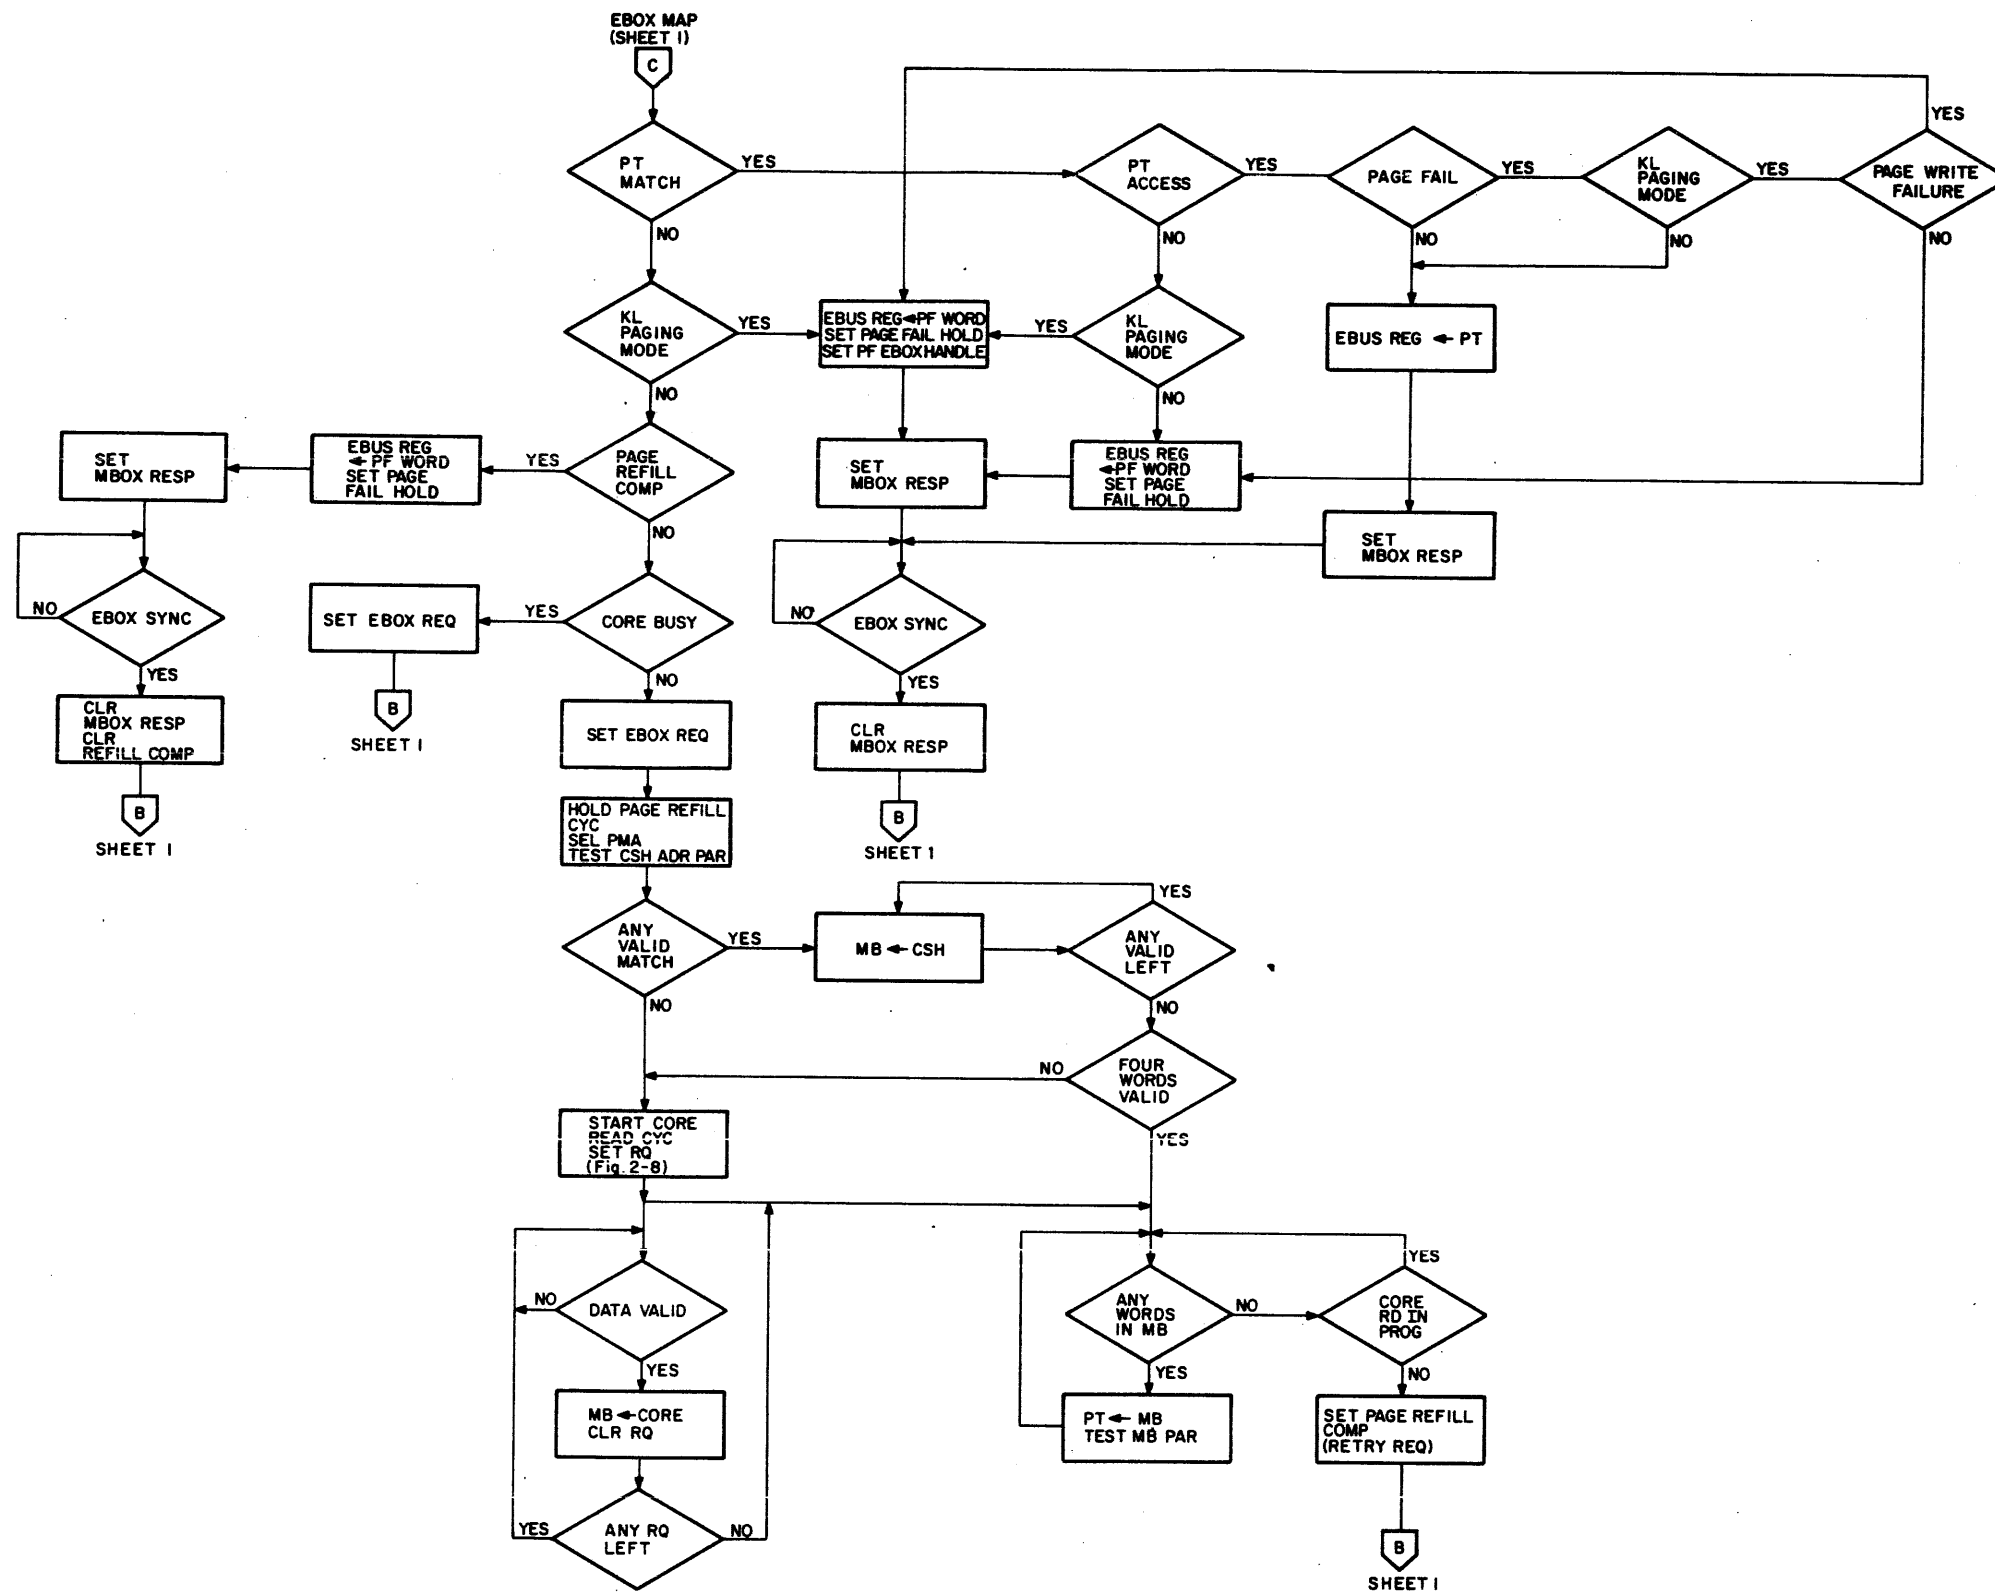 EBOX MAP
(SHEET 1)
C
PT
MATCH
YES
NO
PT
ACCESS
YES
NO
PAGE FAIL
YES
NO
KL
PAGING
MODE
YES
NO
PAGE WRITE
FAILURE
YES
NO
KL
PAGING
MODE
YES
NO
EBUS REG←PF WORD
SET PAGE FAIL HOLD
SET PF EBOX HANDLE
KL
PAGING
MODE
YES
NO
EBUS REG ← PT
SET
MBOX RESP
EBUS REG
←PF WORD
SET PAGE
FAIL HOLD
PAGE
REFILL
COMP
YES
NO
SET
MBOX RESP
EBUS REG
←PF WORD
SET PAGE
FAIL HOLD
SET
MBOX RESP
EBOX SYNC
NO
YES
SET EBOX REQ
B
SHEET 1
CORE BUSY
YES
NO
EBOX SYNC
NO
YES
CLR
MBOX RESP
CLR
REFILL COMP
B
SHEET 1
SET EBOX REQ
CLR
MBOX RESP
B
SHEET 1
HOLD PAGE REFILL
CYC
SEL PMA
TEST CSH ADR PAR
ANY
VALID
MATCH
YES
NO
MB ← CSH
ANY
VALID
LEFT
YES
NO
FOUR
WORDS
VALID
NO
YES
START CORE
READ CYC
SET RQ
(Fig. 2-8)
DATA VALID
NO
YES
MB ← CORE
CLR RQ
ANY RQ
LEFT
YES
NO
ANY
WORDS
IN MB
NO
YES
CORE
RD IN
PROG
YES
NO
PT ← MB
TEST MB PAR
SET PAGE REFILL
COMP
(RETRY REQ)
B
SHEET 1